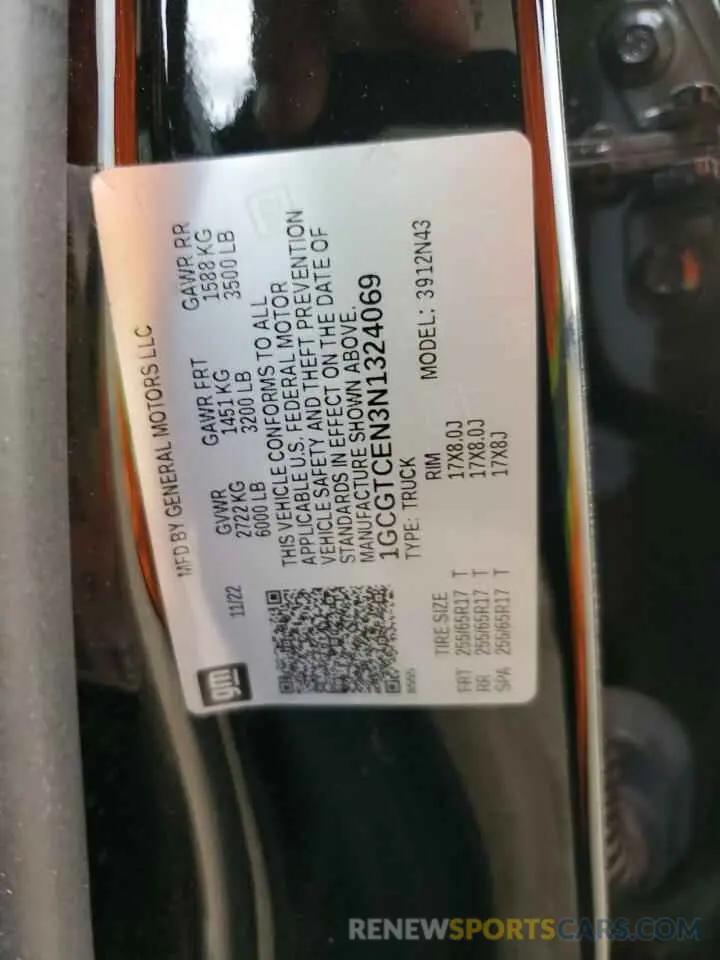 gm
MFD BY GENERAL MOTORS LLC
11/22
GVWR GAWR FRT GAWR RR
2722 KG 1451 KG 1588 KG
6000 LB 3200 LB 3500 LB
THIS VEHICLE CONFORMS TO ALL
APPLICABLE U.S. FEDERAL MOTOR
VEHICLE SAFETY AND THEFT PREVENTION
STANDARDS IN EFFECT ON THE DATE OF
MANUFACTURE SHOWN ABOVE.
1GCGTCEN3N1324069
TYPE: TRUCK MODEL: 3912N43
TIRE SIZE RIM
FRT 255/65R17 T 17X8.0J
RR 255/65R17 T 17X8.0J
SPA 255/65R17 T 17X8J
RENEWSPORTSCARS.COM